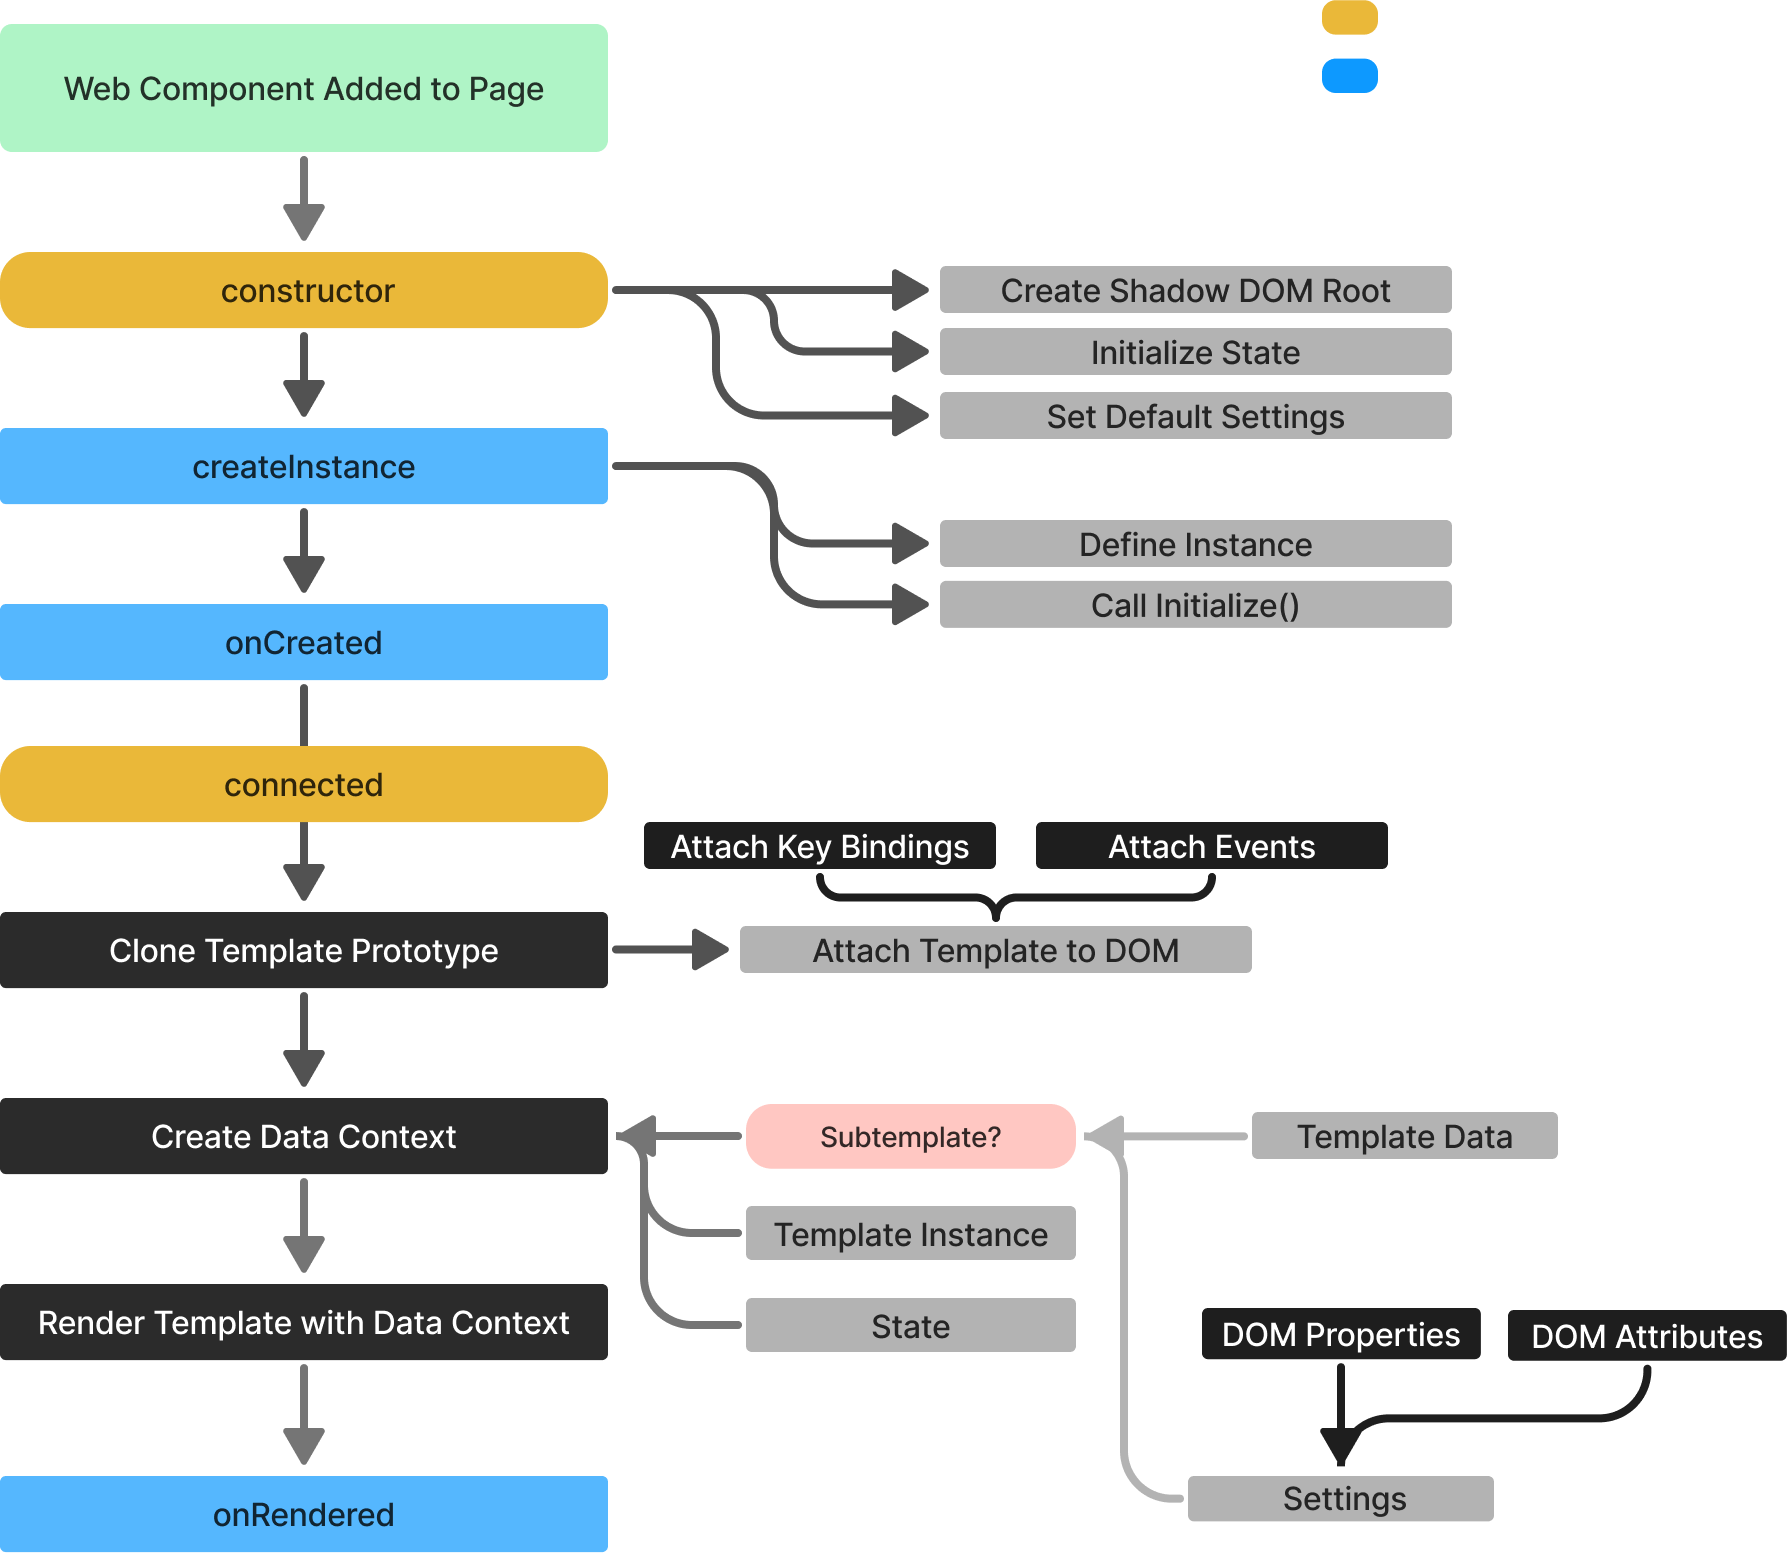 Web Component Added to Page
constructor
Create Shadow DOM Root
Initialize State
Set Default Settings
createInstance
Define Instance
Call Initialize()
onCreated
connected
Attach Key Bindings
Attach Events
Clone Template Prototype
Attach Template to DOM
Create Data Context
Subtemplate?
Template Data
Template Instance
State
Render Template with Data Context
DOM Properties
DOM Attributes
Settings
onRendered